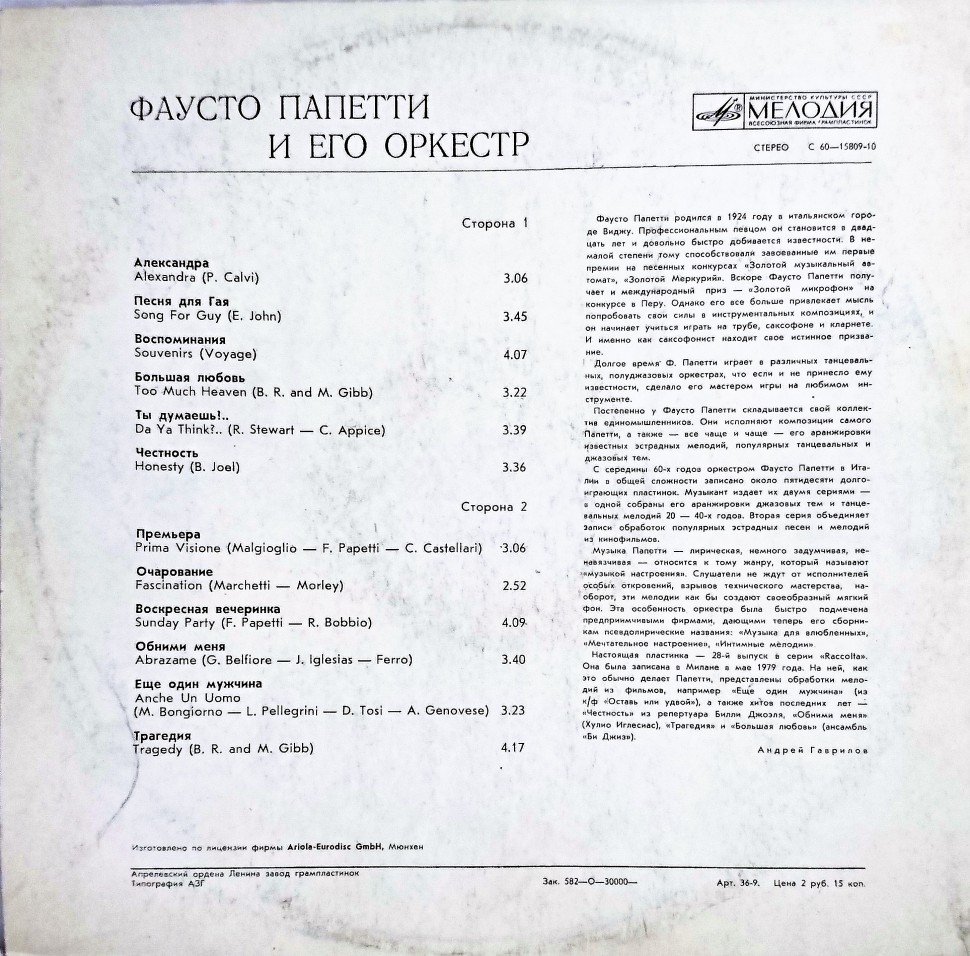 ФАУСТО ПАПЕТТИ
И ЕГО ОРКЕСТР
МИНИСТЕРСТВО КУЛЬТУРЫ СССР
МЕЛОДИЯ
ВСЕСОЮЗНАЯ ФИРМА ГРАМПЛАСТИНОК
СТЕРЕО С 60—15809-10
Сторона 1
Александра
Alexandra (P. Calvi) 3.06
Песня для Гая
Song For Guy (E. John) 3.45
Воспоминания
Souvenirs (Voyage) 4.07
Большая любовь
Too Much Heaven (B. R. and M. Gibb) 3.22
Ты думаешь!..
Da Ya Think?.. (R. Stewart — C. Appice) 3.39
Честность
Honesty (B. Joel) 3.36
Сторона 2
Премьера
Prima Visione (Malgioglio — F. Papetti — C. Castellari) 3.06
Очарование
Fascination (Marchetti — Morley) 2.52
Воскресная вечеринка
Sunday Party (F. Papetti — R. Bobbio) 4.09
Обними меня
Abrazame (G. Belfiore — J. Iglesias — Ferro) 3.40
Еще один мужчина
Anche Un Uomo
(M. Bongiorno — L. Pellegrini — D. Tosi — A. Genovese) 3.23
Трагедия
Tragedy (B. R. and M. Gibb) 4.17
Фаусто Папетти родился в 1924 году в итальянском горо-
де Виджу. Профессиональным певцом он становится в двад-
цать лет и довольно быстро добивается известности. В не-
малой степени тому способствовали завоеванные им первые
премии на песенных конкурсах «Золотой музыкальный ав-
томат», «Золотой Меркурий». Вскоре Фаусто Папетти полу-
чает и международный приз — «Золотой микрофон» на
конкурсе в Перу. Однако его все больше привлекает мысль
попробовать свои силы в инструментальных композициях, и
он начинает учиться играть на трубе, саксофоне и кларнете.
И именно как саксофонист находит свое истинное призва-
ние.
Долгое время Ф. Папетти играет в различных танцеваль-
ных, полуджазовых оркестрах, что если и не принесло ему
известности, сделало его мастером игры на любимом ин-
струменте.
Постепенно у Фаусто Папетти складывается свой коллек-
тив единомышленников. Они исполняют композиции самого
Папетти, а также — все чаще и чаще — его аранжировки
известных эстрадных мелодий, популярных танцевальных и
джазовых тем.
С середины 60-х годов оркестром Фаусто Папетти в Ита-
лии в общей сложности записано около пятидесяти долго-
играющих пластинок. Музыкант издает их двумя сериями —
в одной собраны его аранжировки джазовых тем и танце-
вальных мелодий 20 — 40-х годов. Вторая серия объединяет
записи обработок популярных эстрадных песен и мелодий
из кинофильмов.
Музыка Папетти — лирическая, немного задумчивая, не-
навязчивая — относится к тому жанру, который называют
«музыкой настроения». Слушатели не ждут от исполнителей
особых откровений, взрывов технического мастерства, на-
оборот, эти мелодии как бы создают своеобразный мягкий
фон. Эта особенность оркестра была быстро подмечена
предприимчивыми фирмами, дающими теперь его сборни-
кам псевдолирические названия: «Музыка для влюбленных»,
«Мечтательное настроение», «Интимные мелодии».
Настоящая пластинка — 28-й выпуск в серии «Raccolta».
Она была записана в Милане в мае 1979 года. На ней, как
это обычно делает Папетти, представлены обработки мело-
дий из фильмов, например «Еще один мужчина» (из
к/ф «Оставь или удвой»), а также хитов последних лет —
«Честность» из репертуара Билли Джоэля, «Обними меня»
(Хулио Иглесиас), «Трагедия» и «Большая любовь» (ансамбль
«Би Джиз»).
Андрей Гаврилов
Изготовлено по лицензии фирмы Ariola-Eurodisc GmbH, Мюнхен
Апрелевский ордена Ленина завод грампластинок
Типография АЗГ
Зак. 582—О—30000—
Арт. 36-9. Цена 2 руб. 15 коп.